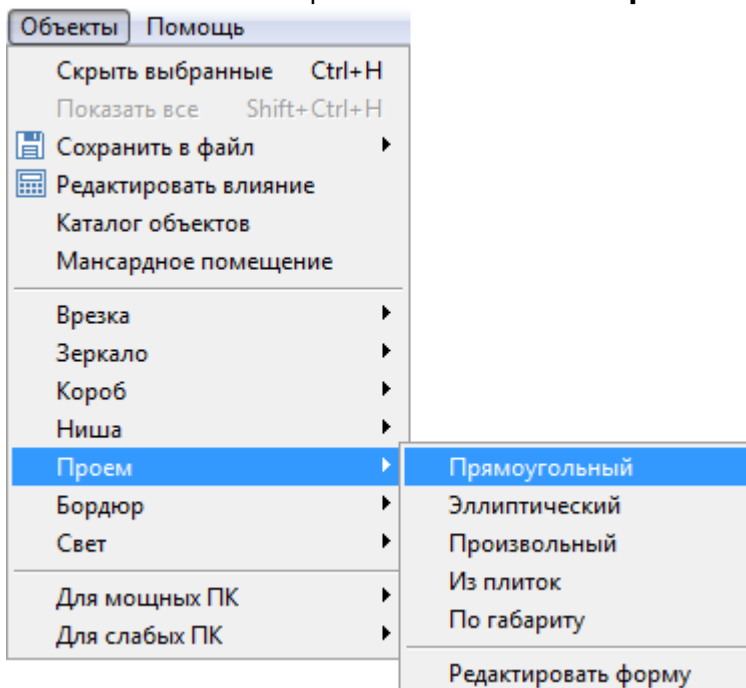 Объекты Помощь
Скрыть выбранные Ctrl+H
Показать все Shift+Ctrl+H
Сохранить в файл
Редактировать влияние
Каталог объектов
Мансардное помещение
Врезка
Зеркало
Короб
Ниша
Проем
Бордюр
Свет
Для мощных ПК
Для слабых ПК
Прямоугольный
Эллиптический
Произвольный
Из плиток
По габариту
Редактировать форму